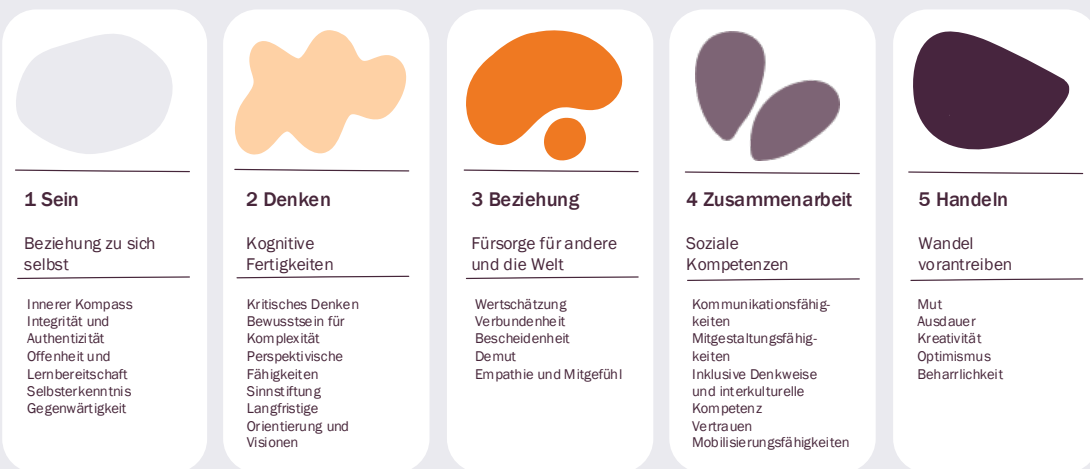 1 Sein
Beziehung zu sich
selbst
Innerer Kompass
Integrität und
Authentizität
Offenheit und
Lernbereitschaft
Selbsterkenntnis
Gegenwärtigkeit
2 Denken
Kognitive
Fertigkeiten
Kritisches Denken
Bewusstsein für
Komplexität
Perspektivische
Fähigkeiten
Sinnstiftung
Langfristige
Orientierung und
Visionen
3 Beziehung
Fürsorge für andere
und die Welt
Wertschätzung
Verbundenheit
Bescheidenheit
Demut
Empathie und Mitgefühl
4 Zusammenarbeit
Soziale
Kompetenzen
Kommunikationsfähig-
keiten
Mitgestaltungsfähig-
keiten
Inklusive Denkweise
und interkulturelle
Kompetenz
Vertrauen
Mobilisierungsfähigkeiten
5 Handeln
Wandel
vorantreiben
Mut
Ausdauer
Kreativität
Optimismus
Beharrlichkeit